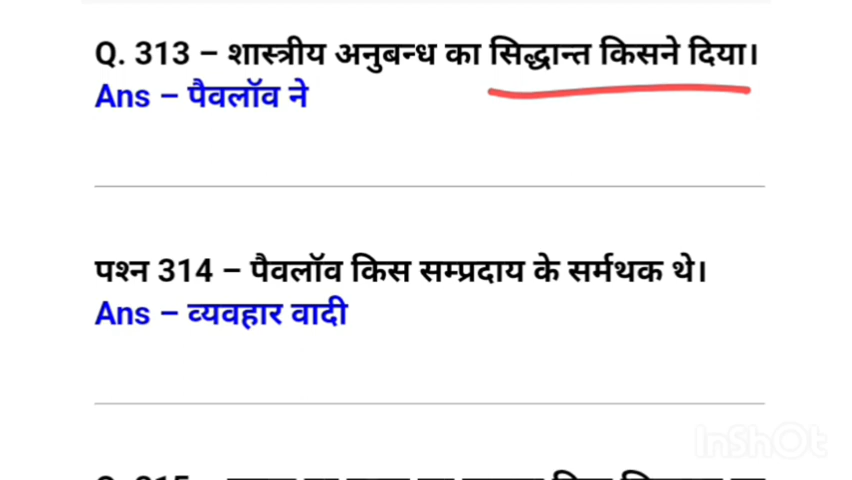 Q. 313 – शास्त्रीय अनुबन्ध का सिद्धान्त किसने दिया।
Ans – पैवलॉव ने
पश्न 314 – पैवलॉव किस सम्प्रदाय के सर्मथक थे।
Ans – व्यवहार वादी
InShOt